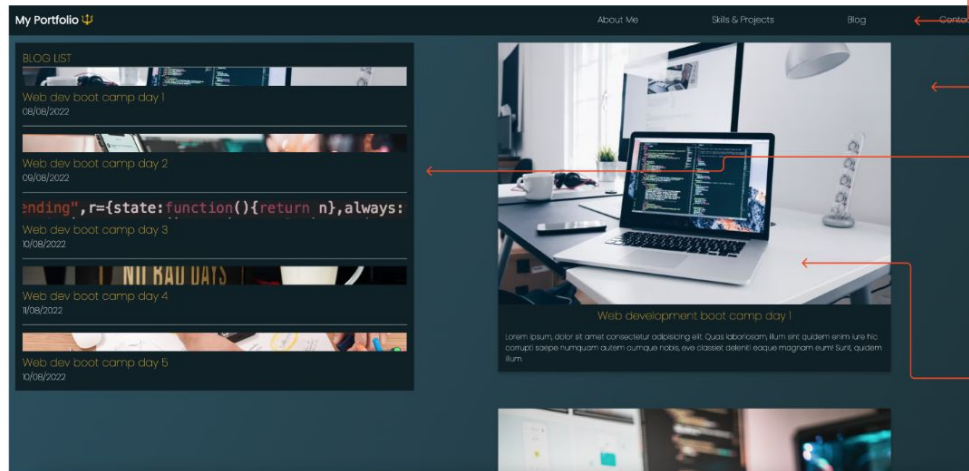 My Portfolio
About Me
Skills & Projects
Blog
BLOG LIST
Web dev boot camp day 1
08/08/2022
Web dev boot camp day 2
09/08/2022
ending",r={state:function(){return n},always:
Web dev boot camp day 3
10/08/2022
NO BAD DAYS
Web dev boot camp day 4
11/08/2022
Web dev boot camp day 5
10/08/2022
Web development boot camp day 1
Lorem ipsum, dolor sit amet consectetur adipisicing elit. Quas laboriosam, illum sint quidem enim iure hic
corrupti saepe numquam autem cumque nobis, eve classiet deleniti eaque magnam eum! Sunt, quidem
illum.